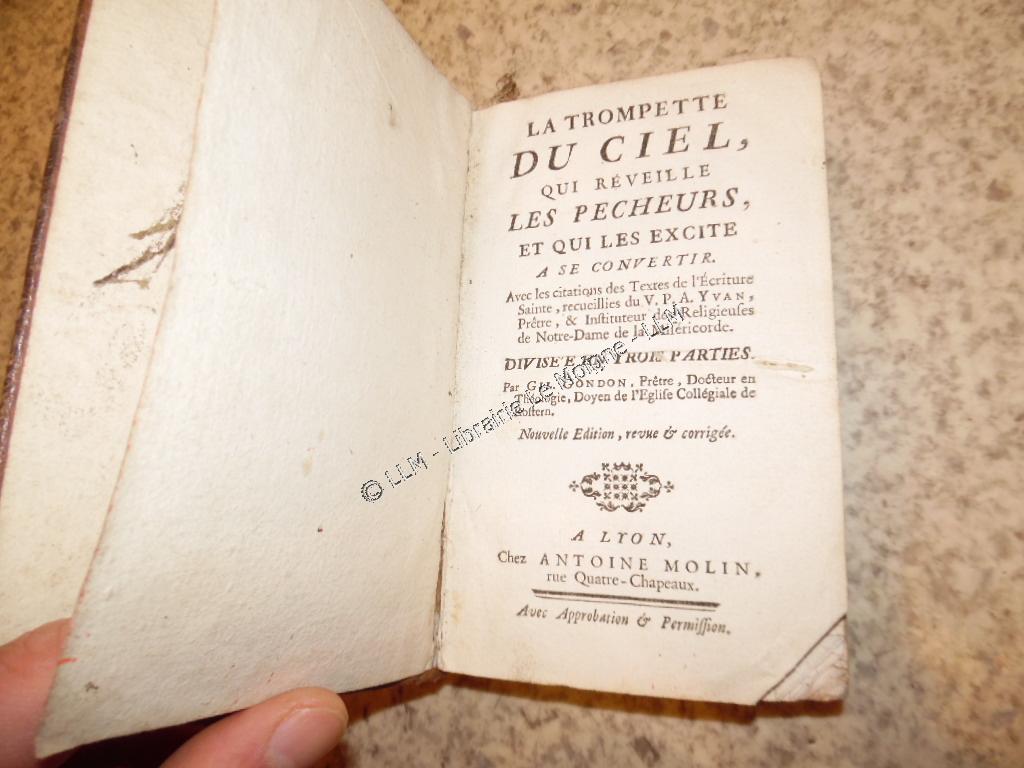 LA TROMPETTE
DU CIEL,
QUI RÉVEILLE
LES PECHEURS,
ET QUI LES EXCITE
A SE CONVERTIR.
Avec les citations des Textes de l'Écriture
Sainte, recueillies du V. P. A. YVAN,
Prêtre, & Instituteur des Religieuses
de Notre-Dame de la Miséricorde.
DIVISÉE EN TROIS PARTIES.
Par GONDON, Prêtre, Docteur en
Théologie, Doyen de l'Eglise Collégiale de
Nouvelle Edition, revue & corrigée.
A LYON,
Chez ANTOINE MOLIN,
rue Quatre-Chapeaux.
Avec Approbation & Permission.
© LLM - Librairie Le Moigne - LLM